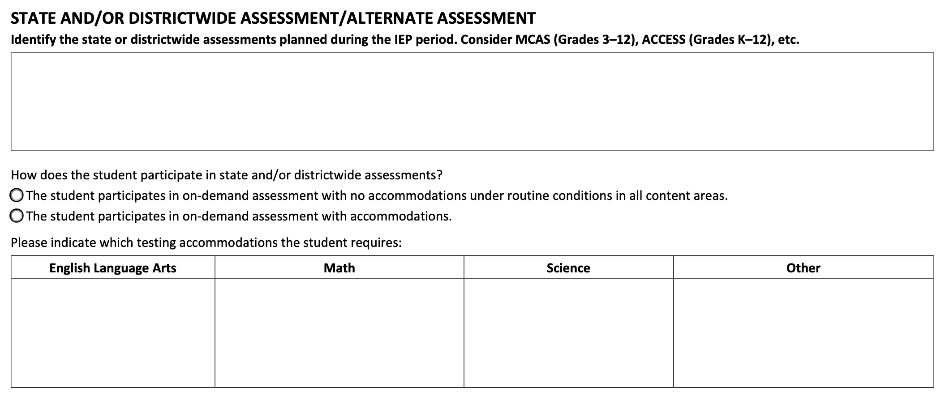 STATE AND/OR DISTRICTWIDE ASSESSMENT/ALTERNATE ASSESSMENT
Identify the state or districtwide assessments planned during the IEP period. Consider MCAS (Grades 3–12), ACCESS (Grades K–12), etc.
How does the student participate in state and/or districtwide assessments?
The student participates in on-demand assessment with no accommodations under routine conditions in all content areas.
The student participates in on-demand assessment with accommodations.
Please indicate which testing accommodations the student requires:
English Language Arts Math Science Other